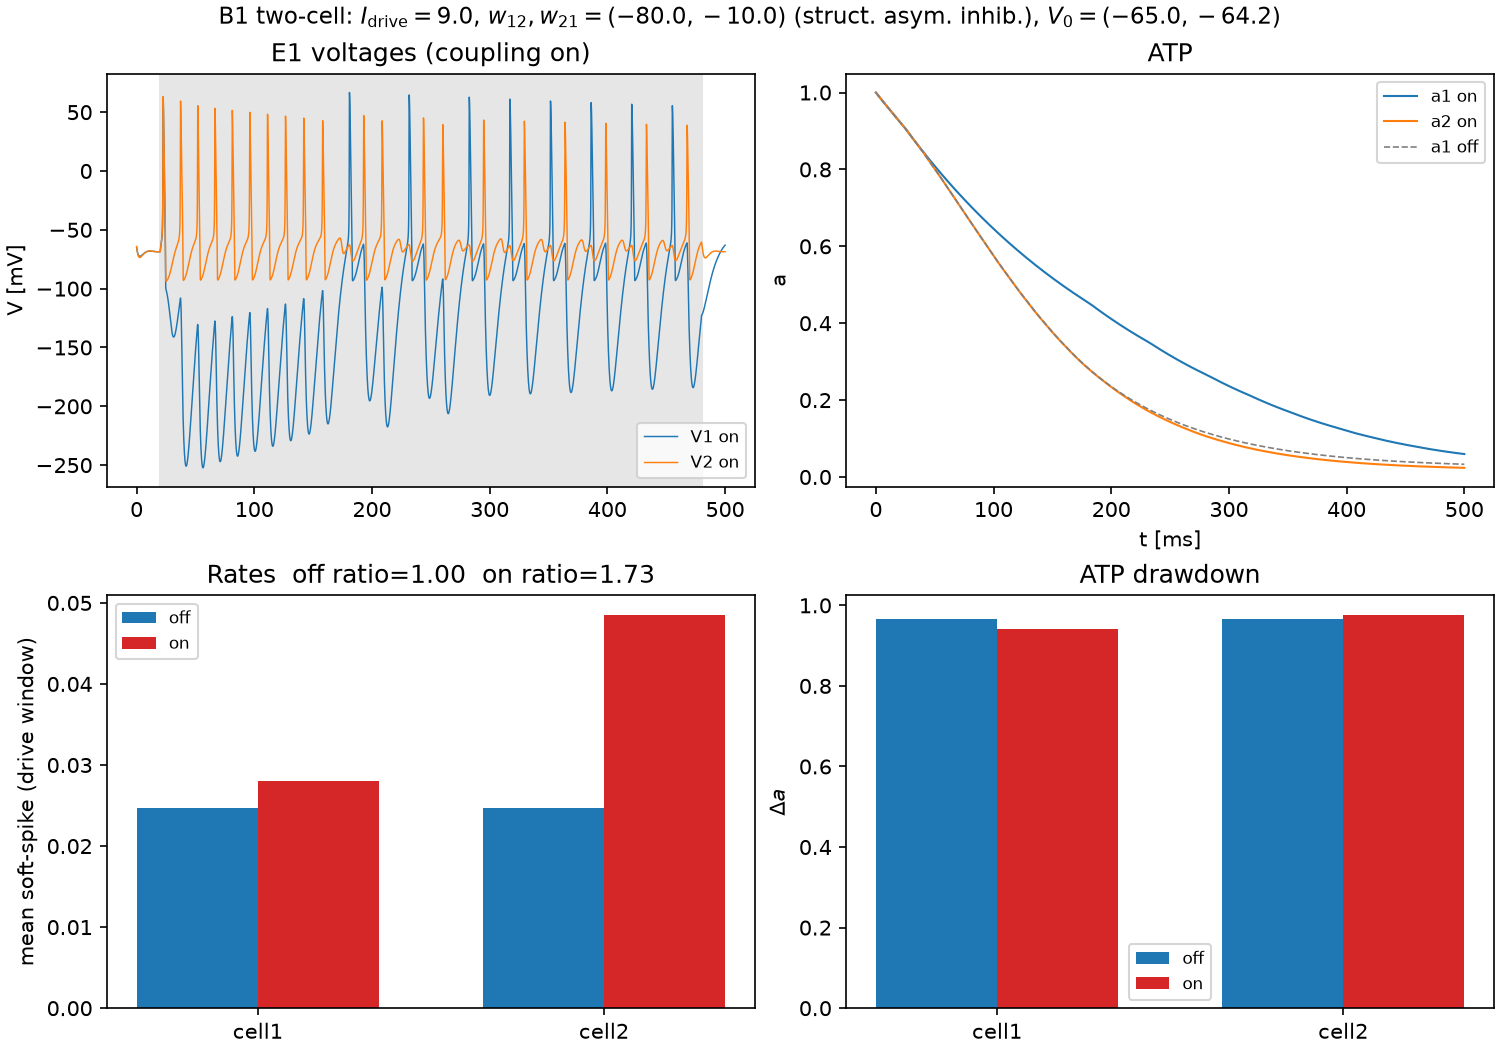 B1 two-cell: I_drive = 9.0, w_12, w_21 = (−80.0, −10.0) (struct. asym. inhib.), V_0 = (−65.0, −64.2)
E1 voltages (coupling on)
V [mV]
50
0
−50
−100
−150
−200
−250
0 100 200 300 400 500
V1 on
V2 on
ATP
a
1.0
0.8
0.6
0.4
0.2
0.0
0 100 200 300 400 500
t [ms]
a1 on
a2 on
a1 off
Rates  off ratio=1.00  on ratio=1.73
mean soft-spike (drive window)
0.05
0.04
0.03
0.02
0.01
0.00
cell1 cell2
off
on
ATP drawdown
Δa
1.0
0.8
0.6
0.4
0.2
0.0
cell1 cell2
off
on